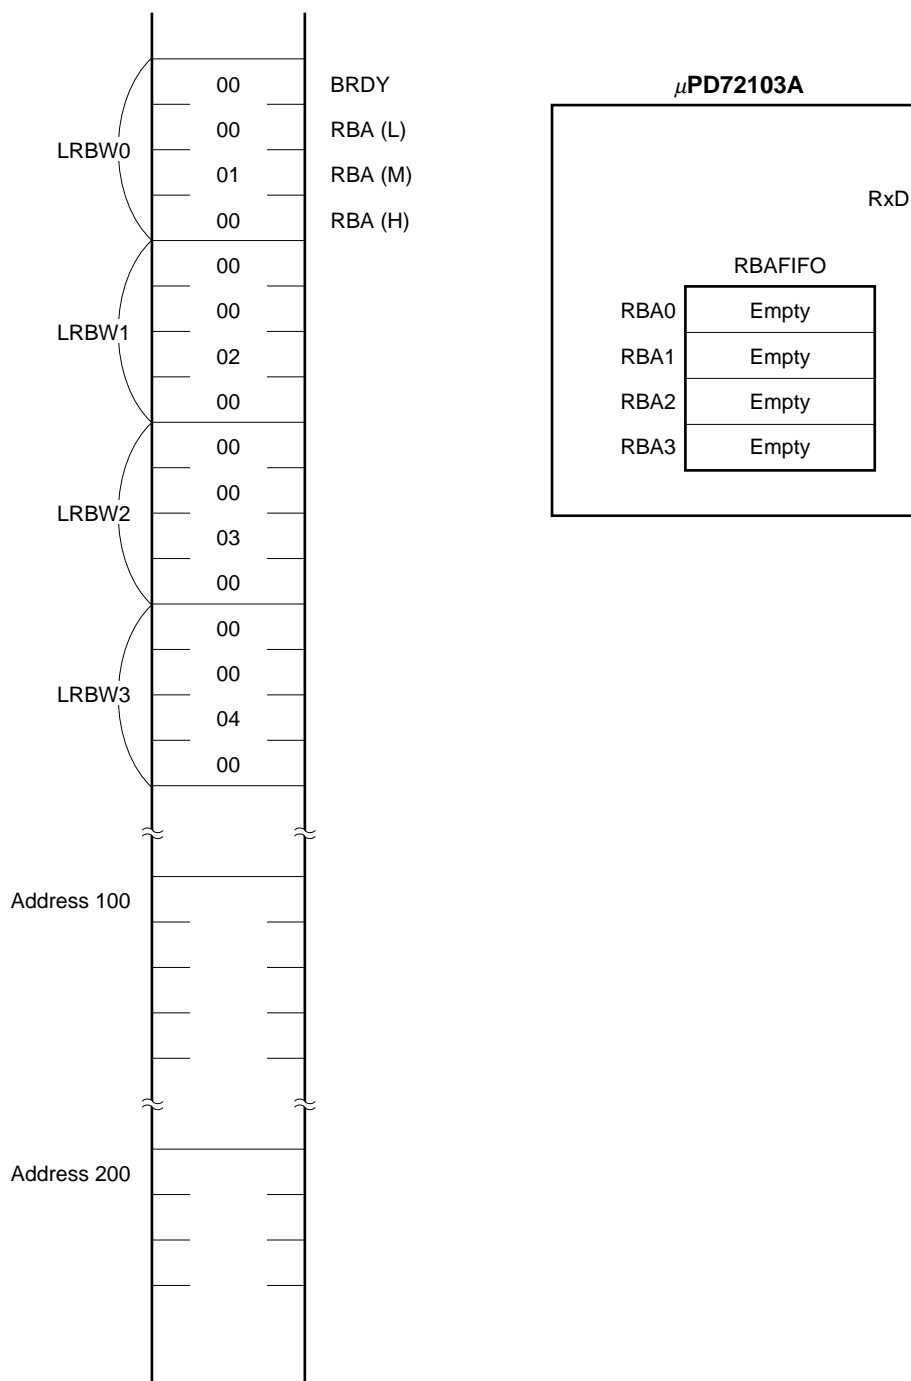 00 BRDY
LRBW0
00 RBA (L)
01 RBA (M)
00 RBA (H)
00
LRBW1
00
02
00
00
LRBW2
00
03
00
00
LRBW3
00
04
00
Address 100
Address 200
μPD72103A
RxD
RBAFIFO
RBA0 Empty
RBA1 Empty
RBA2 Empty
RBA3 Empty